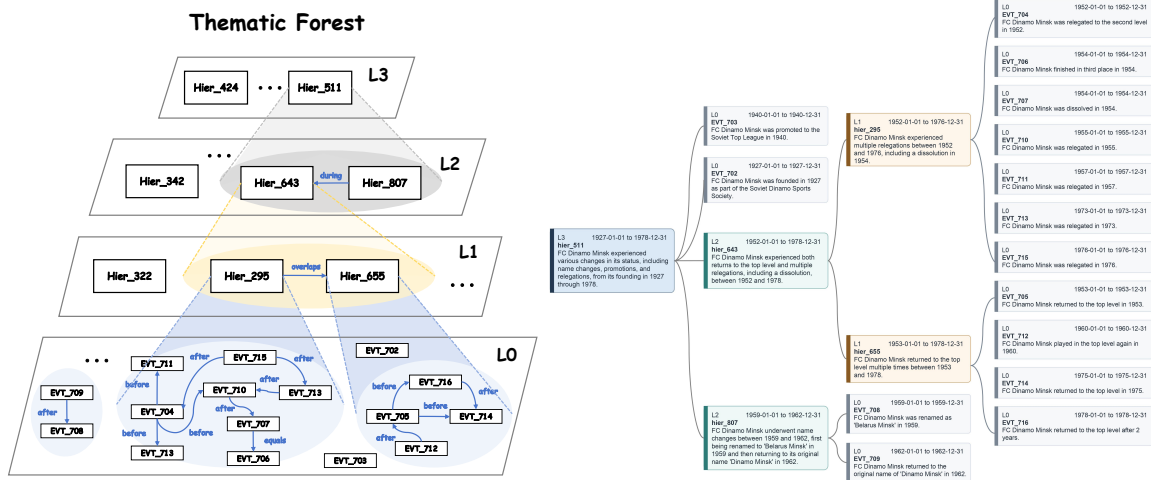 Thematic Forest
L3
Hier_424
•••
Hier_511
•••
L2
Hier_342
Hier_643
during
Hier_807
L1
Hier_322
Hier_295
overlaps
Hier_655
•••
L0
•••
EVT_711
after
EVT_715
after
EVT_702
EVT_709
before
EVT_710
after
EVT_713
before
EVT_716
after
after
EVT_704
EVT_707
EVT_705
before
EVT_714
EVT_708
before
before
after
equals
after
EVT_712
EVT_713
EVT_706
EVT_703
L3 1927-01-01 to 1978-12-31
hier_511
FC Dinamo Minsk experienced
various changes in its status, including
name changes, promotions, and
relegations, from its founding in 1927
through 1978.
L0 1940-01-01 to 1940-12-31
EVT_703
FC Dinamo Minsk was promoted to the
Soviet Top League in 1940.
L0 1927-01-01 to 1927-12-31
EVT_702
FC Dinamo Minsk was founded in 1927
as part of the Soviet Dinamo Sports
Society.
L2 1952-01-01 to 1978-12-31
hier_643
FC Dinamo Minsk experienced both
returns to the top level and multiple
relegations, including a dissolution,
between 1952 and 1978.
L2 1959-01-01 to 1962-12-31
hier_807
FC Dinamo Minsk underwent name
changes between 1959 and 1962, first
being renamed to 'Belarus Minsk' in
1959 and then returning to its original
name 'Dinamo Minsk' in 1962.
L1 1952-01-01 to 1976-12-31
hier_295
FC Dinamo Minsk experienced
multiple relegations between 1952
and 1976, including a dissolution in
1954.
L1 1953-01-01 to 1978-12-31
hier_655
FC Dinamo Minsk returned to the top
level multiple times between 1953
and 1978.
L0 1959-01-01 to 1959-12-31
EVT_708
FC Dinamo Minsk was renamed as
'Belarus Minsk' in 1959.
L0 1962-01-01 to 1962-12-31
EVT_709
FC Dinamo Minsk returned to the
original name of 'Dinamo Minsk' in 1962.
L0 1952-01-01 to 1952-12-31
EVT_704
FC Dinamo Minsk was relegated to the second level
in 1952.
L0 1954-01-01 to 1954-12-31
EVT_706
FC Dinamo Minsk finished in third place in 1954.
L0 1954-01-01 to 1954-12-31
EVT_707
FC Dinamo Minsk was dissolved in 1954.
L0 1955-01-01 to 1955-12-31
EVT_710
FC Dinamo Minsk was relegated in 1955.
L0 1957-01-01 to 1957-12-31
EVT_711
FC Dinamo Minsk was relegated in 1957.
L0 1973-01-01 to 1973-12-31
EVT_713
FC Dinamo Minsk was relegated in 1973.
L0 1976-01-01 to 1976-12-31
EVT_715
FC Dinamo Minsk was relegated in 1976.
L0 1953-01-01 to 1953-12-31
EVT_705
FC Dinamo Minsk returned to the top level in 1953.
L0 1960-01-01 to 1960-12-31
EVT_712
FC Dinamo Minsk played in the top level again in
1960.
L0 1975-01-01 to 1975-12-31
EVT_714
FC Dinamo Minsk returned to the top level in 1975.
L0 1978-01-01 to 1978-12-31
EVT_716
FC Dinamo Minsk returned to the top level after 2
years.